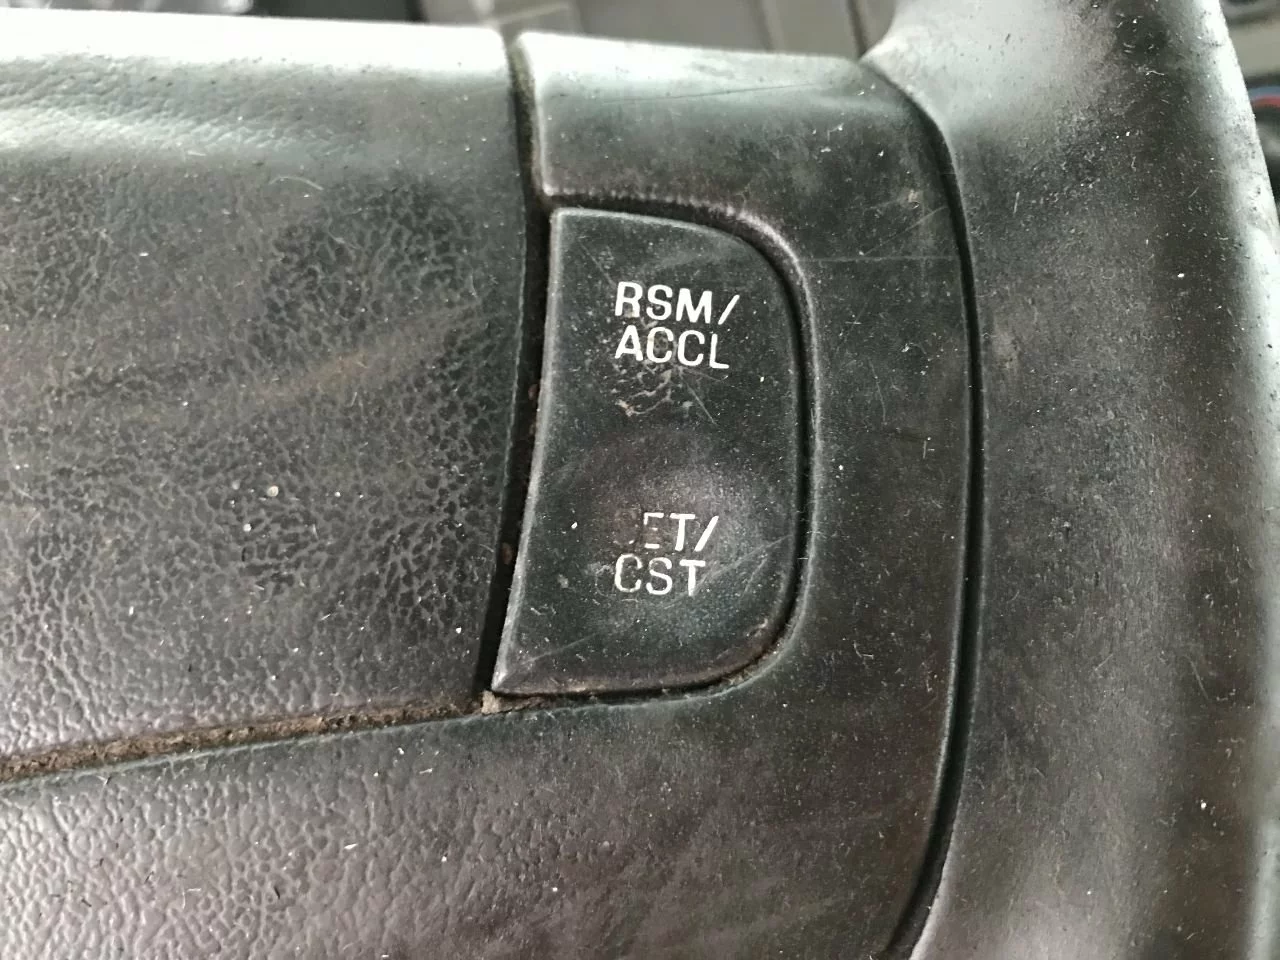 RSM/
ACCL
ET/
CST